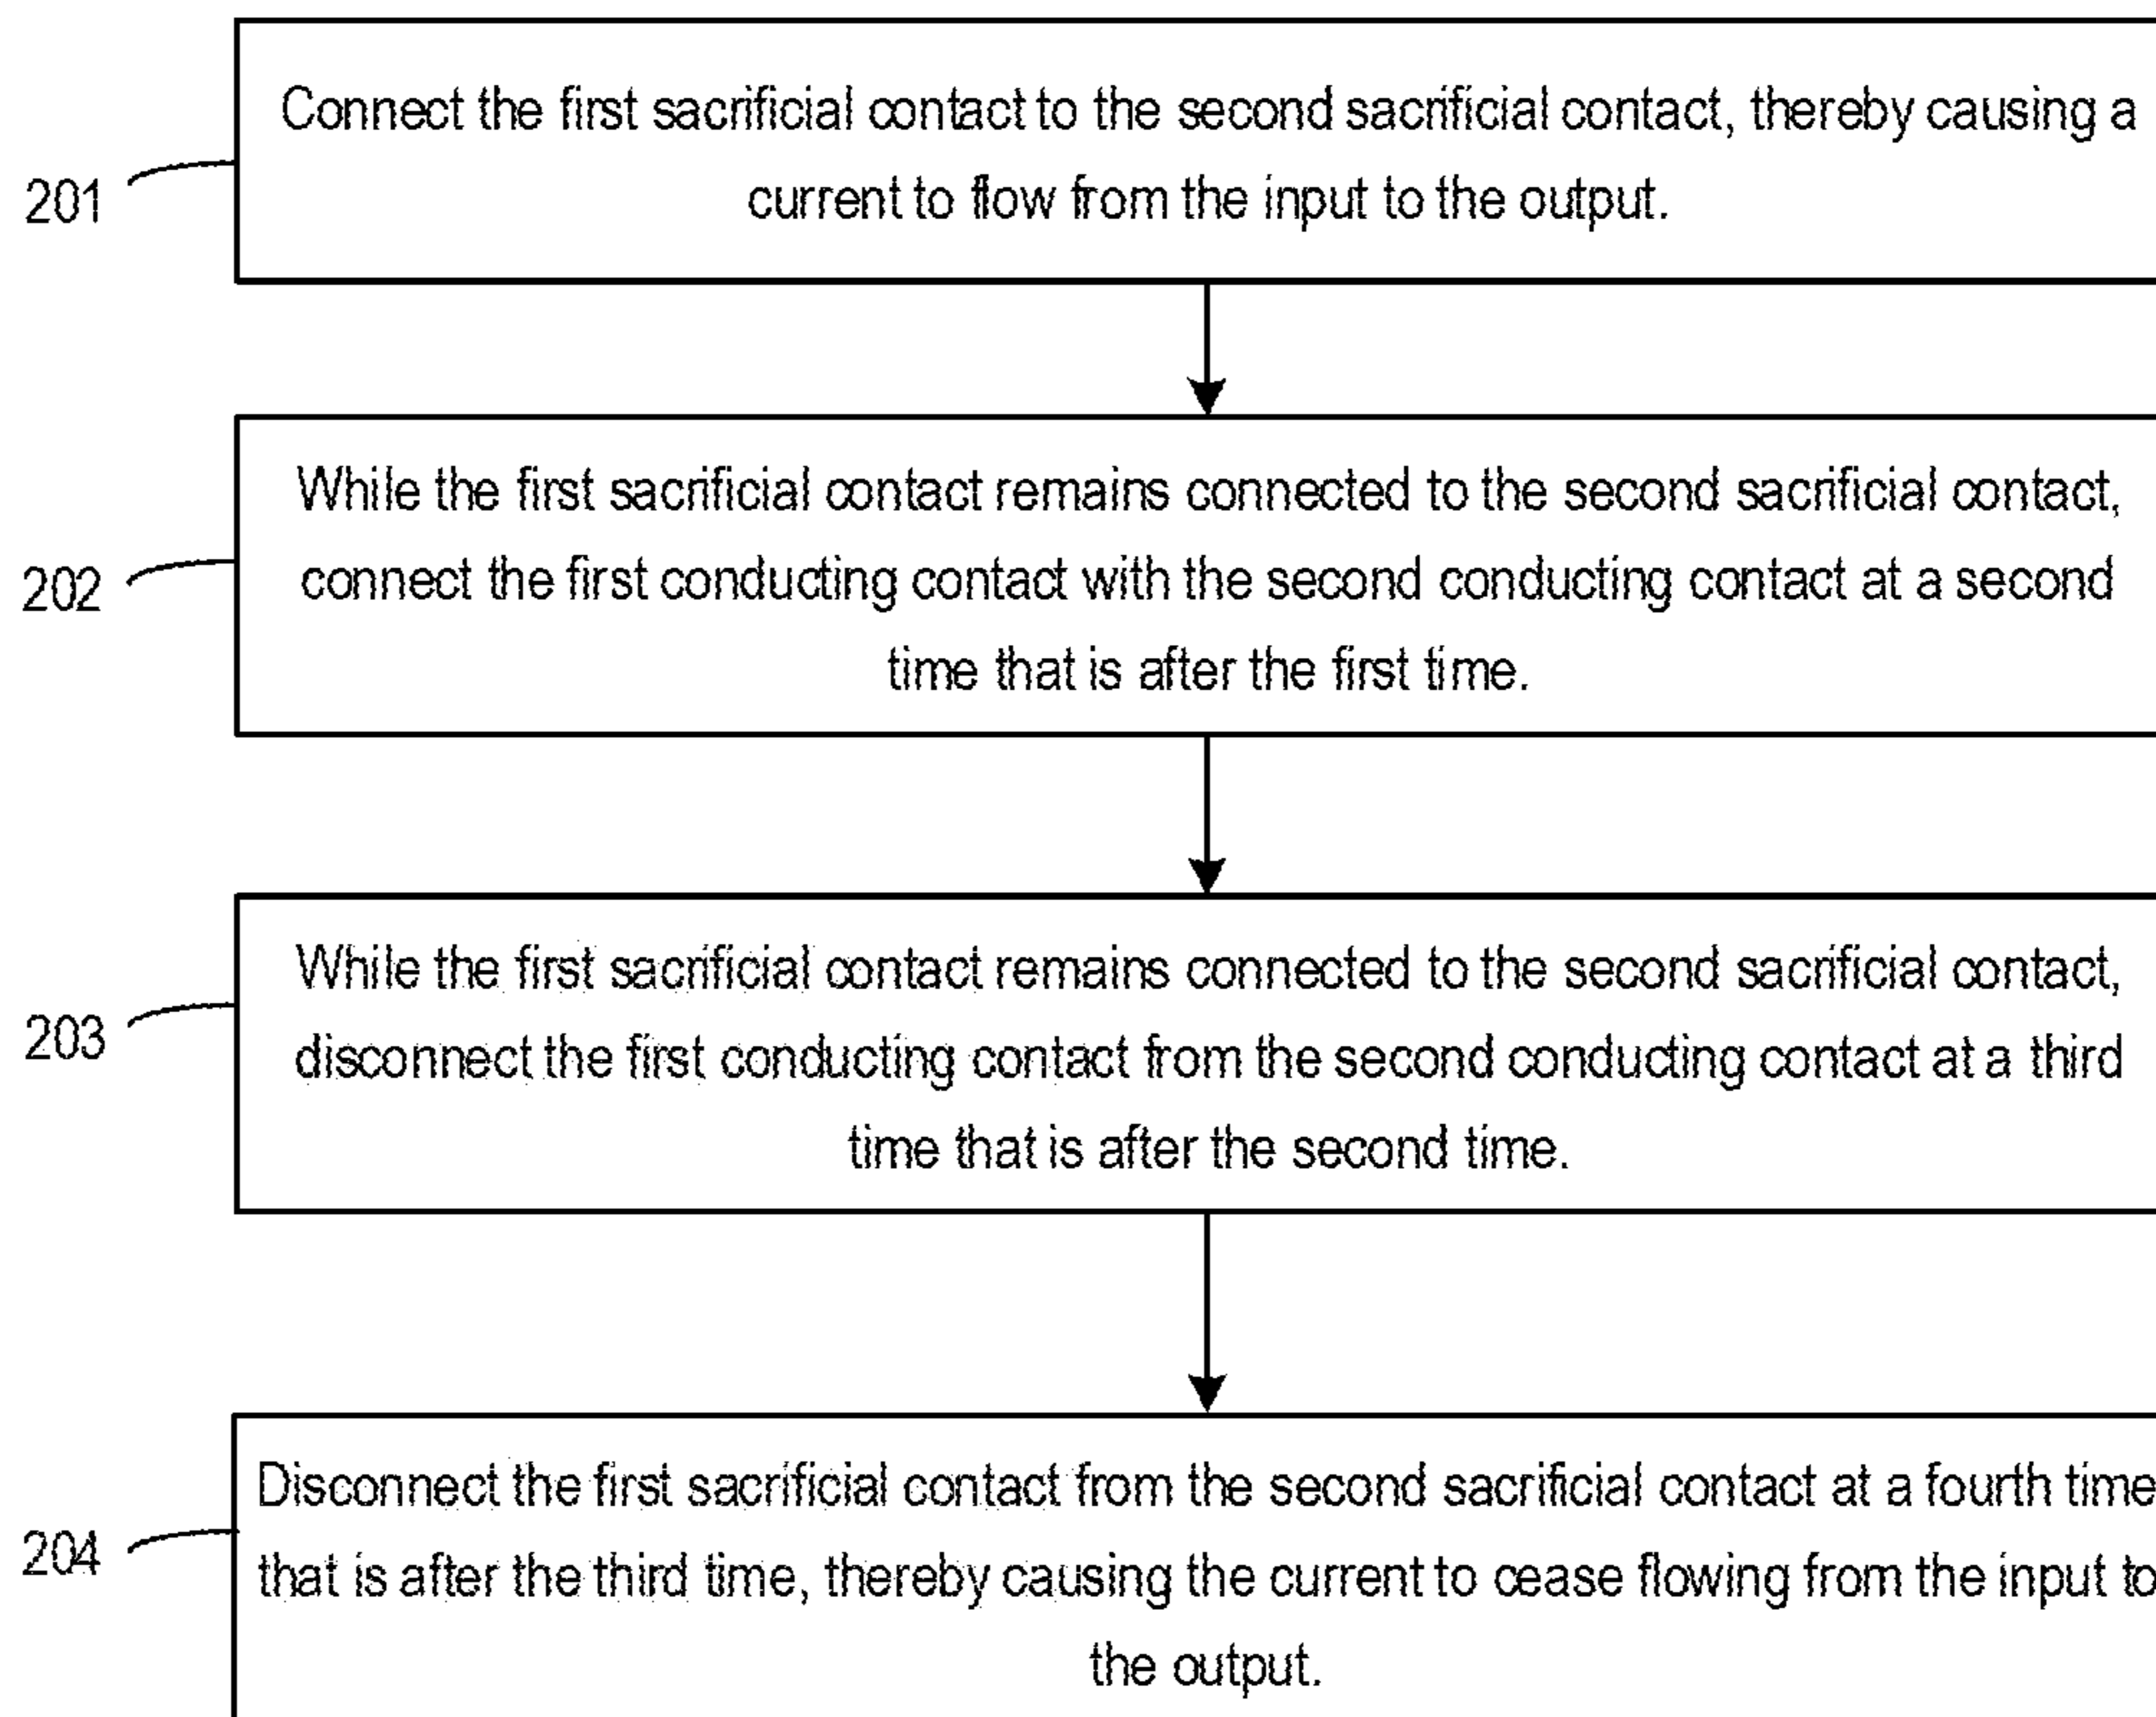 Connect the first sacrificial contact to the second sacrificial contact, thereby causing a
current to flow from the input to the output.
201
While the first sacrificial contact remains connected to the second sacrificial contact,
connect the first conducting contact with the second conducting contact at a second
time that is after the first time.
202
While the first sacrificial contact remains connected to the second sacrificial contact,
disconnect the first conducting contact from the second conducting contact at a third
time that is after the second time.
203
Disconnect the first sacrificial contact from the second sacrificial contact at a fourth time
that is after the third time, thereby causing the current to cease flowing from the input to
the output.
204